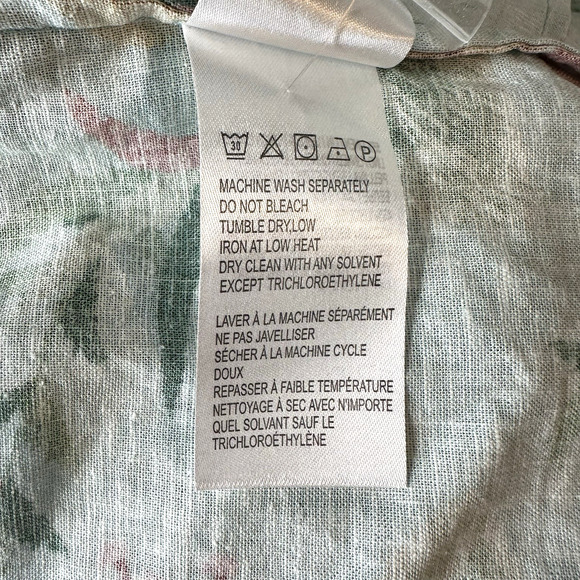 30 P
MACHINE WASH SEPARATELY
DO NOT BLEACH
TUMBLE DRY,LOW
IRON AT LOW HEAT
DRY CLEAN WITH ANY SOLVENT
EXCEPT TRICHLOROETHYLENE
LAVER À LA MACHINE SÉPARÉMENT
NE PAS JAVELLISER
SÉCHER À LA MACHINE CYCLE
DOUX
REPASSER À FAIBLE TEMPÉRATURE
NETTOYAGE À SEC AVEC N'IMPORTE
QUEL SOLVANT SAUF LE
TRICHLOROÉTHYLÈNE